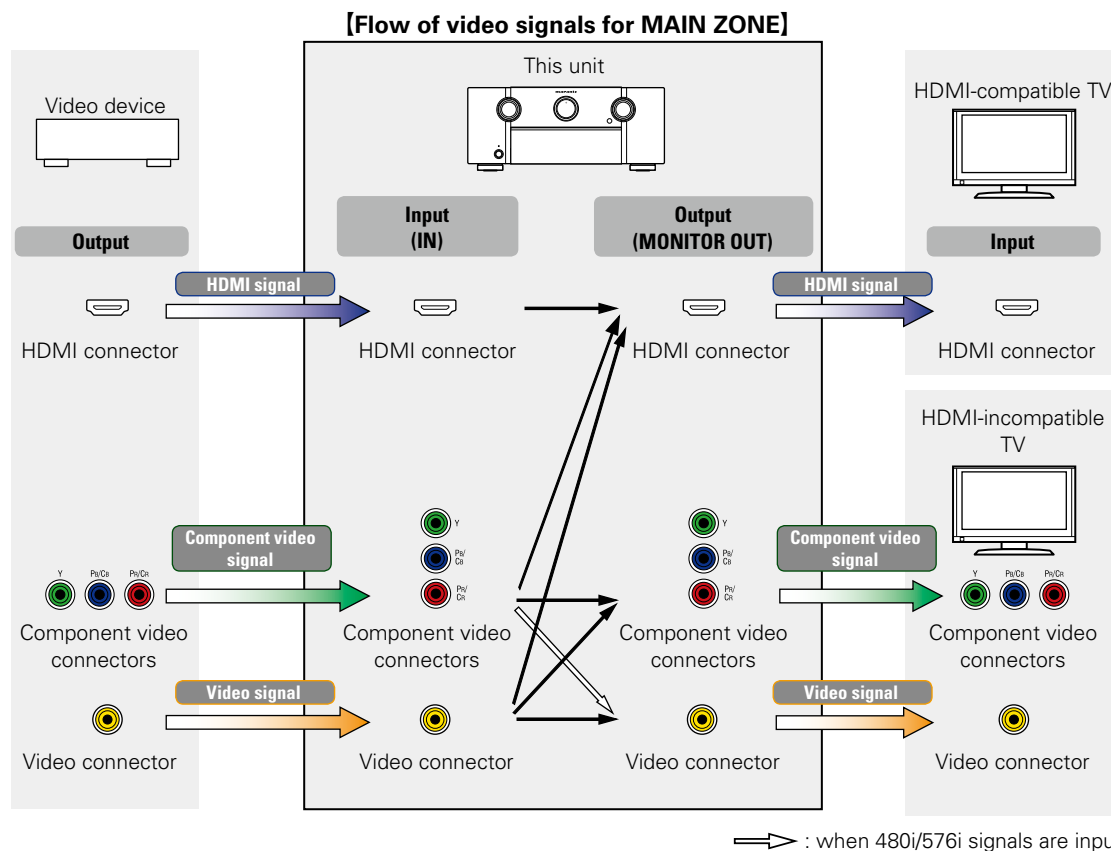 【Flow of video signals for MAIN ZONE】
Video device
This unit
marantz
HDMI-compatible TV
Output
Input
(IN)
Output
(MONITOR OUT)
Input
HDMI signal
HDMI signal
HDMI connector
HDMI connector
HDMI connector
HDMI connector
HDMI-incompatible
TV
Component video
signal
Component video
signal
Y
PB/CB
PR/CR
Y
PB/
CB
PR/
CR
Y
PB/
CB
PR/
CR
Y
PB/CB
PR/CR
Component video
connectors
Component video
connectors
Component video
connectors
Component video
connectors
Video signal
Video signal
Video connector
Video connector
Video connector
Video connector
: when 480i/576i signals are inpu